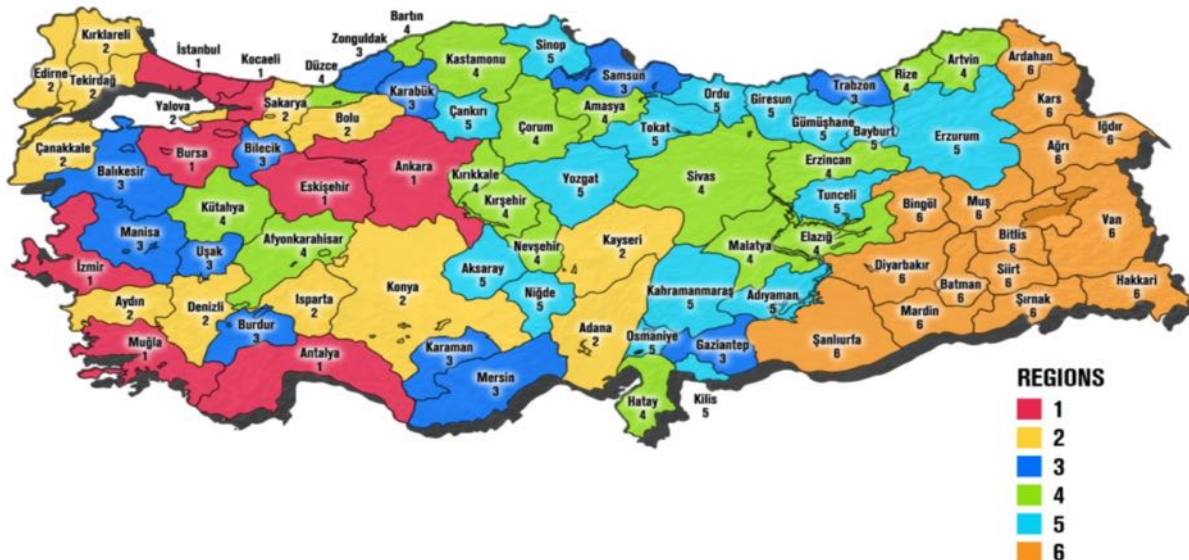 Kırklareli
2
Edirne
2
Tekirdağ
2
İstanbul
1
Kocaeli
1
Yalova
2
Sakarya
2
Düzce
4
Zonguldak
3
Bartın
4
Bolu
2
Karabük
3
Kastamonu
4
Çankırı
5
Sinop
5
Samsun
3
Amasya
4
Çorum
4
Tokat
5
Ordu
5
Giresun
5
Gümüşhane
5
Trabzon
3
Bayburt
5
Rize
4
Artvin
4
Ardahan
6
Kars
6
Iğdır
6
Ağrı
6
Erzurum
5
Erzincan
4
Çanakkale
2
Balıkesir
3
Bursa
1
Bilecik
3
Eskişehir
1
Ankara
1
Kırıkkale
4
Kırşehir
4
Yozgat
5
Sivas
4
Tunceli
5
Bingöl
6
Muş
6
Van
6
Bitlis
6
Kütahya
4
Manisa
3
Uşak
3
Afyonkarahisar
4
İzmir
1
Konya
2
Aksaray
5
Nevşehir
4
Kayseri
2
Niğde
5
Malatya
4
Elazığ
4
Diyarbakır
6
Batman
6
Siirt
6
Şırnak
6
Hakkari
6
Mardin
6
Şanlıurfa
6
Adıyaman
5
Kahramanmaraş
5
Aydın
2
Denizli
2
Isparta
2
Burdur
3
Muğla
1
Antalya
1
Karaman
3
Mersin
3
Adana
2
Osmaniye
5
Gaziantep
3
Hatay
4
Kilis
5
REGIONS
1
2
3
4
5
6